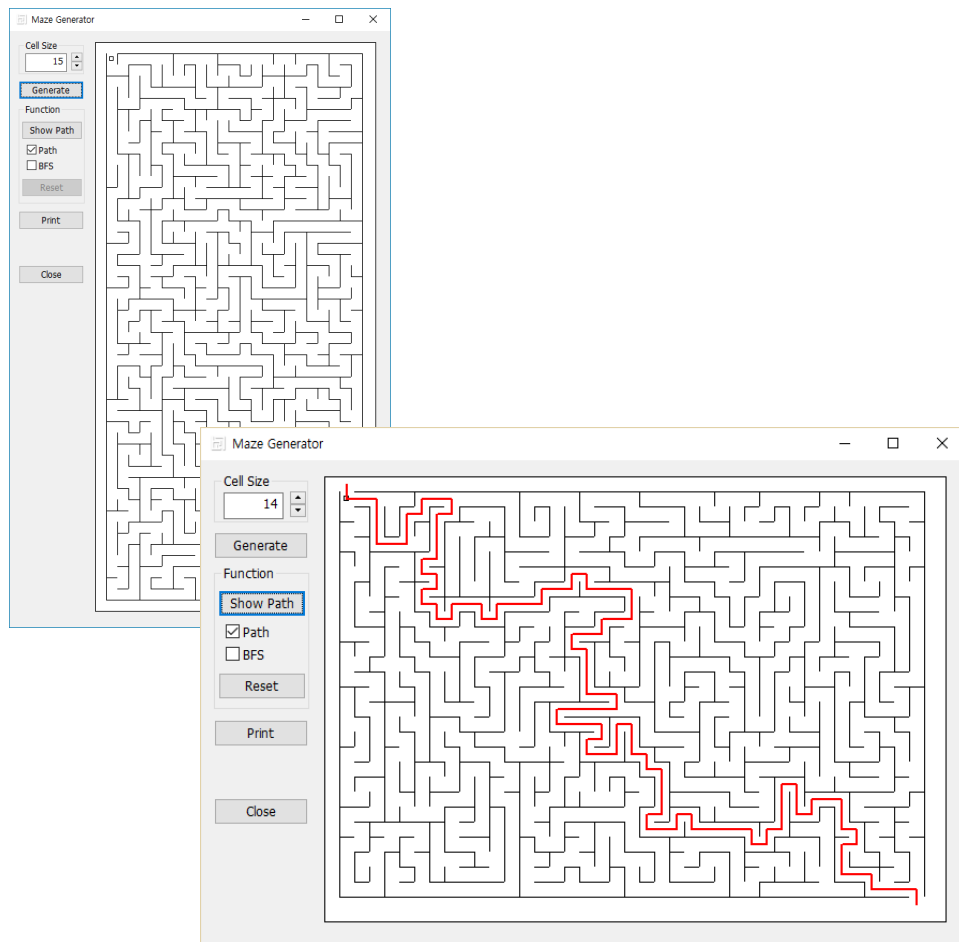 Maze Generator
Cell Size
15
Generate
Function
Show Path
Path
BFS
Reset
Print
Close
Maze Generator
Cell Size
14
Generate
Function
Show Path
Path
BFS
Reset
Print
Close